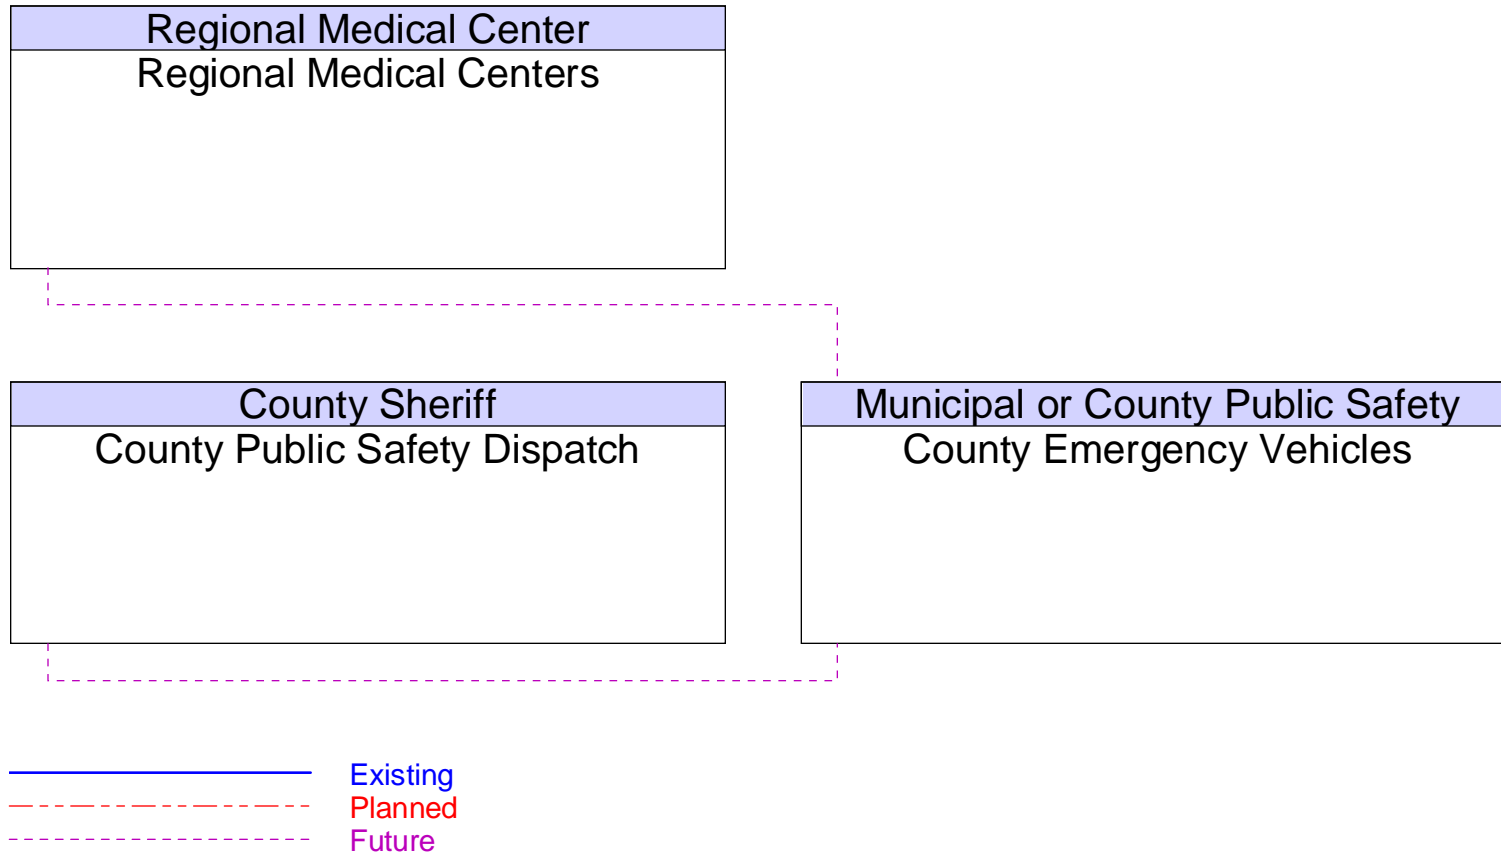 Regional Medical Center
Regional Medical Centers
County Sheriff
County Public Safety Dispatch
Municipal or County Public Safety
County Emergency Vehicles
Existing
Planned
Future